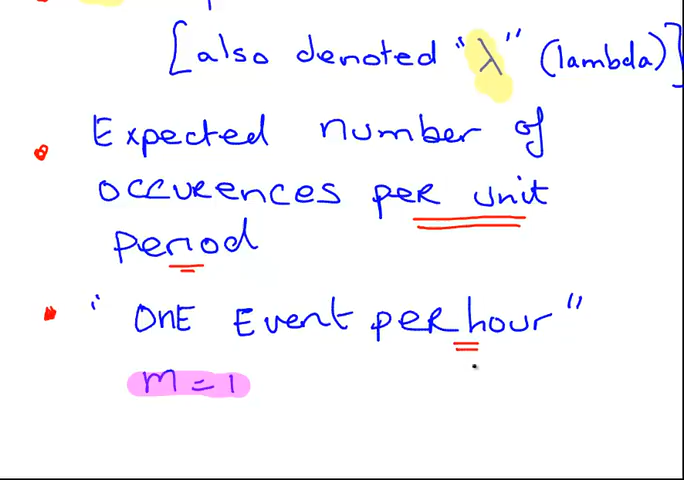 [also denoted "λ" (lambda)]
Expected number of
occurences per unit
period
" One Event per hour "
m = 1